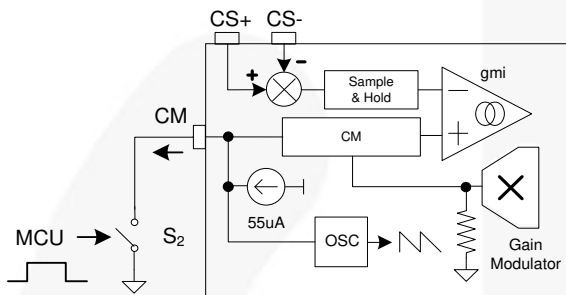 CS+ CS-
+ -
gmi
Sample
& Hold
-
CM
CM
+
55uA
MCU
S2
OSC
Gain
Modulator